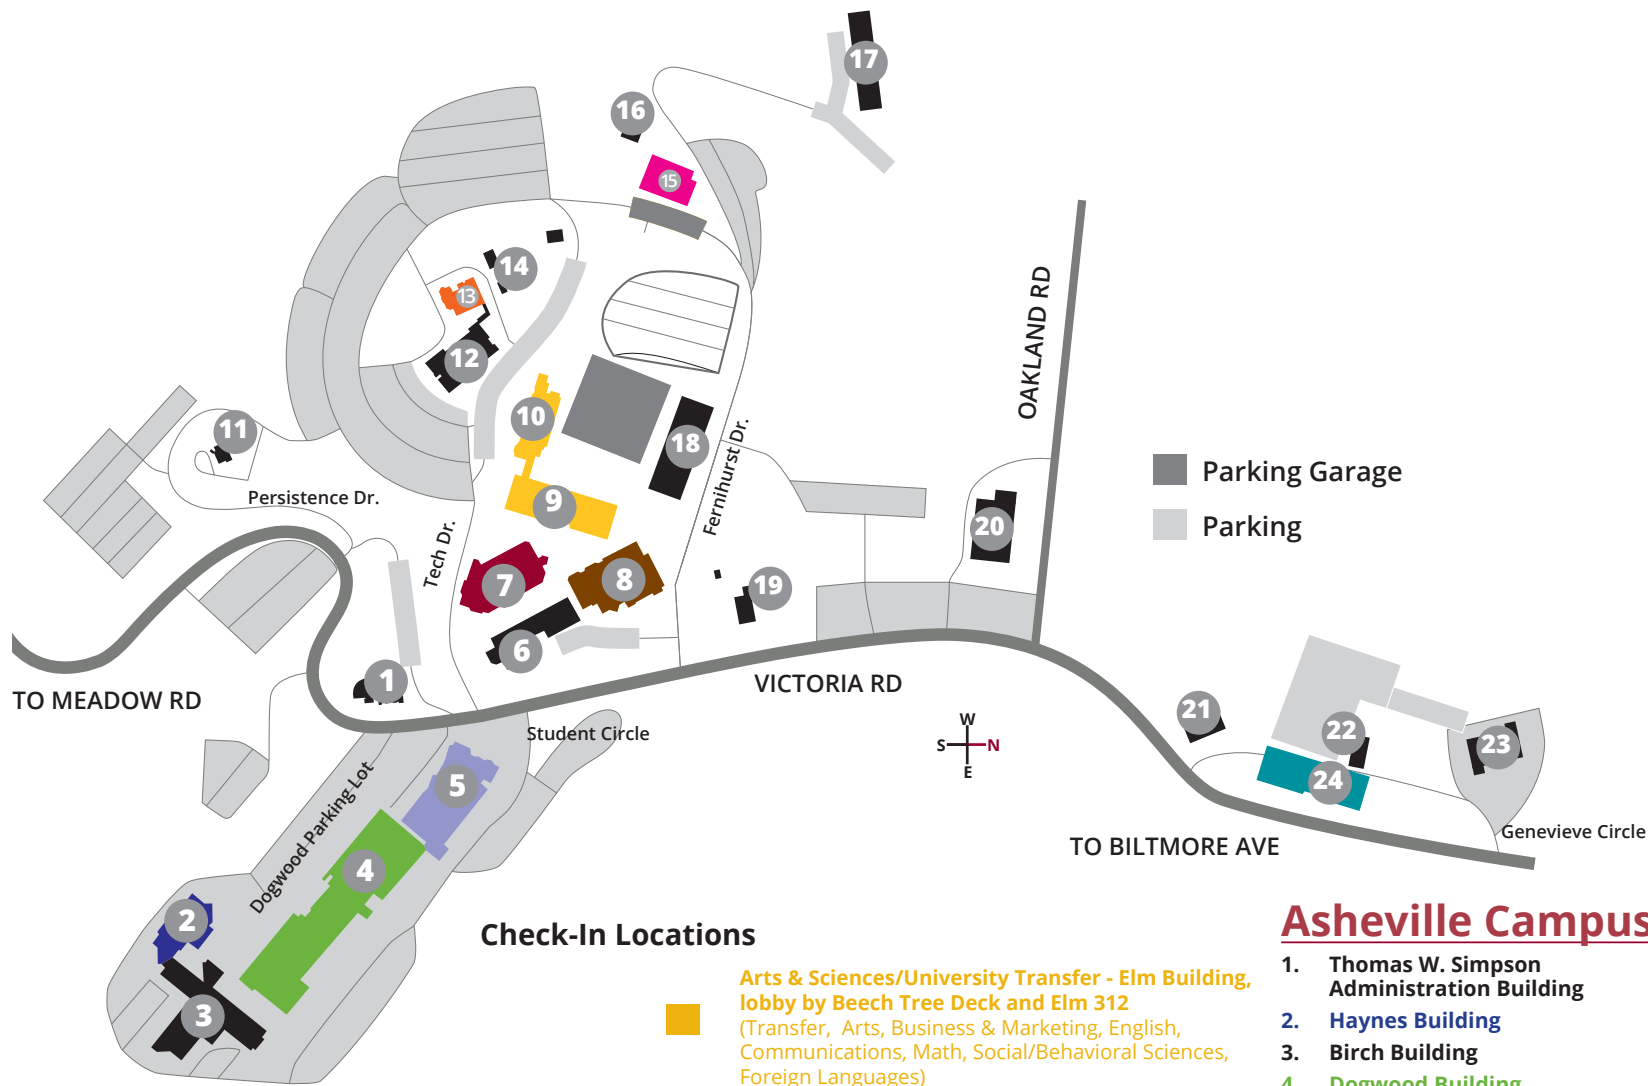 17
16
15
14
13
12
11
10
18
9
Persistence Dr.
Tech Dr.
Fernihurst Dr.
OAKLAND RD
Parking Garage
Parking
20
7
8
19
6
1
TO MEADOW RD
VICTORIA RD
Student Circle
W
S N
E
21
22
23
24
5
4
Dogwood Parking Lot
2
3
TO BILTMORE AVE
Genevieve Circle
Check-In Locations
Arts & Sciences/University Transfer - Elm Building,
lobby by Beech Tree Deck and Elm 312
(Transfer, Arts, Business & Marketing, English,
Communications, Math, Social/Behavioral Sciences,
Foreign Languages)
Asheville Campus
1. Thomas W. Simpson
Administration Building
2. Haynes Building
3. Birch Building
4. Dogwood Building